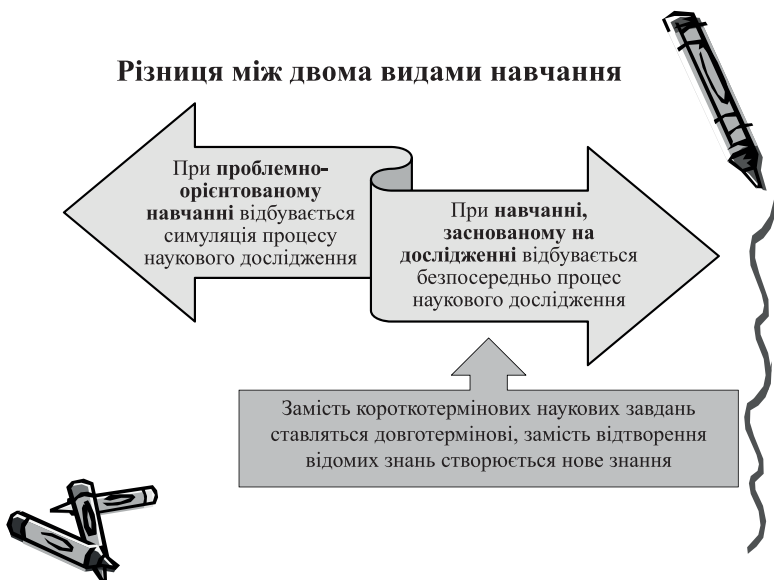 Різниця між двома видами навчання
При проблемно-
орієнтованому
навчанні відбувається
симуляція процесу
наукового дослідження
При навчанні,
заснованому на
дослідженні відбувається
безпосередньо процес
наукового дослідження
Замість короткотермінових наукових завдань
ставляться довготермінові, замість відтворення
відомих знань створюється нове знання